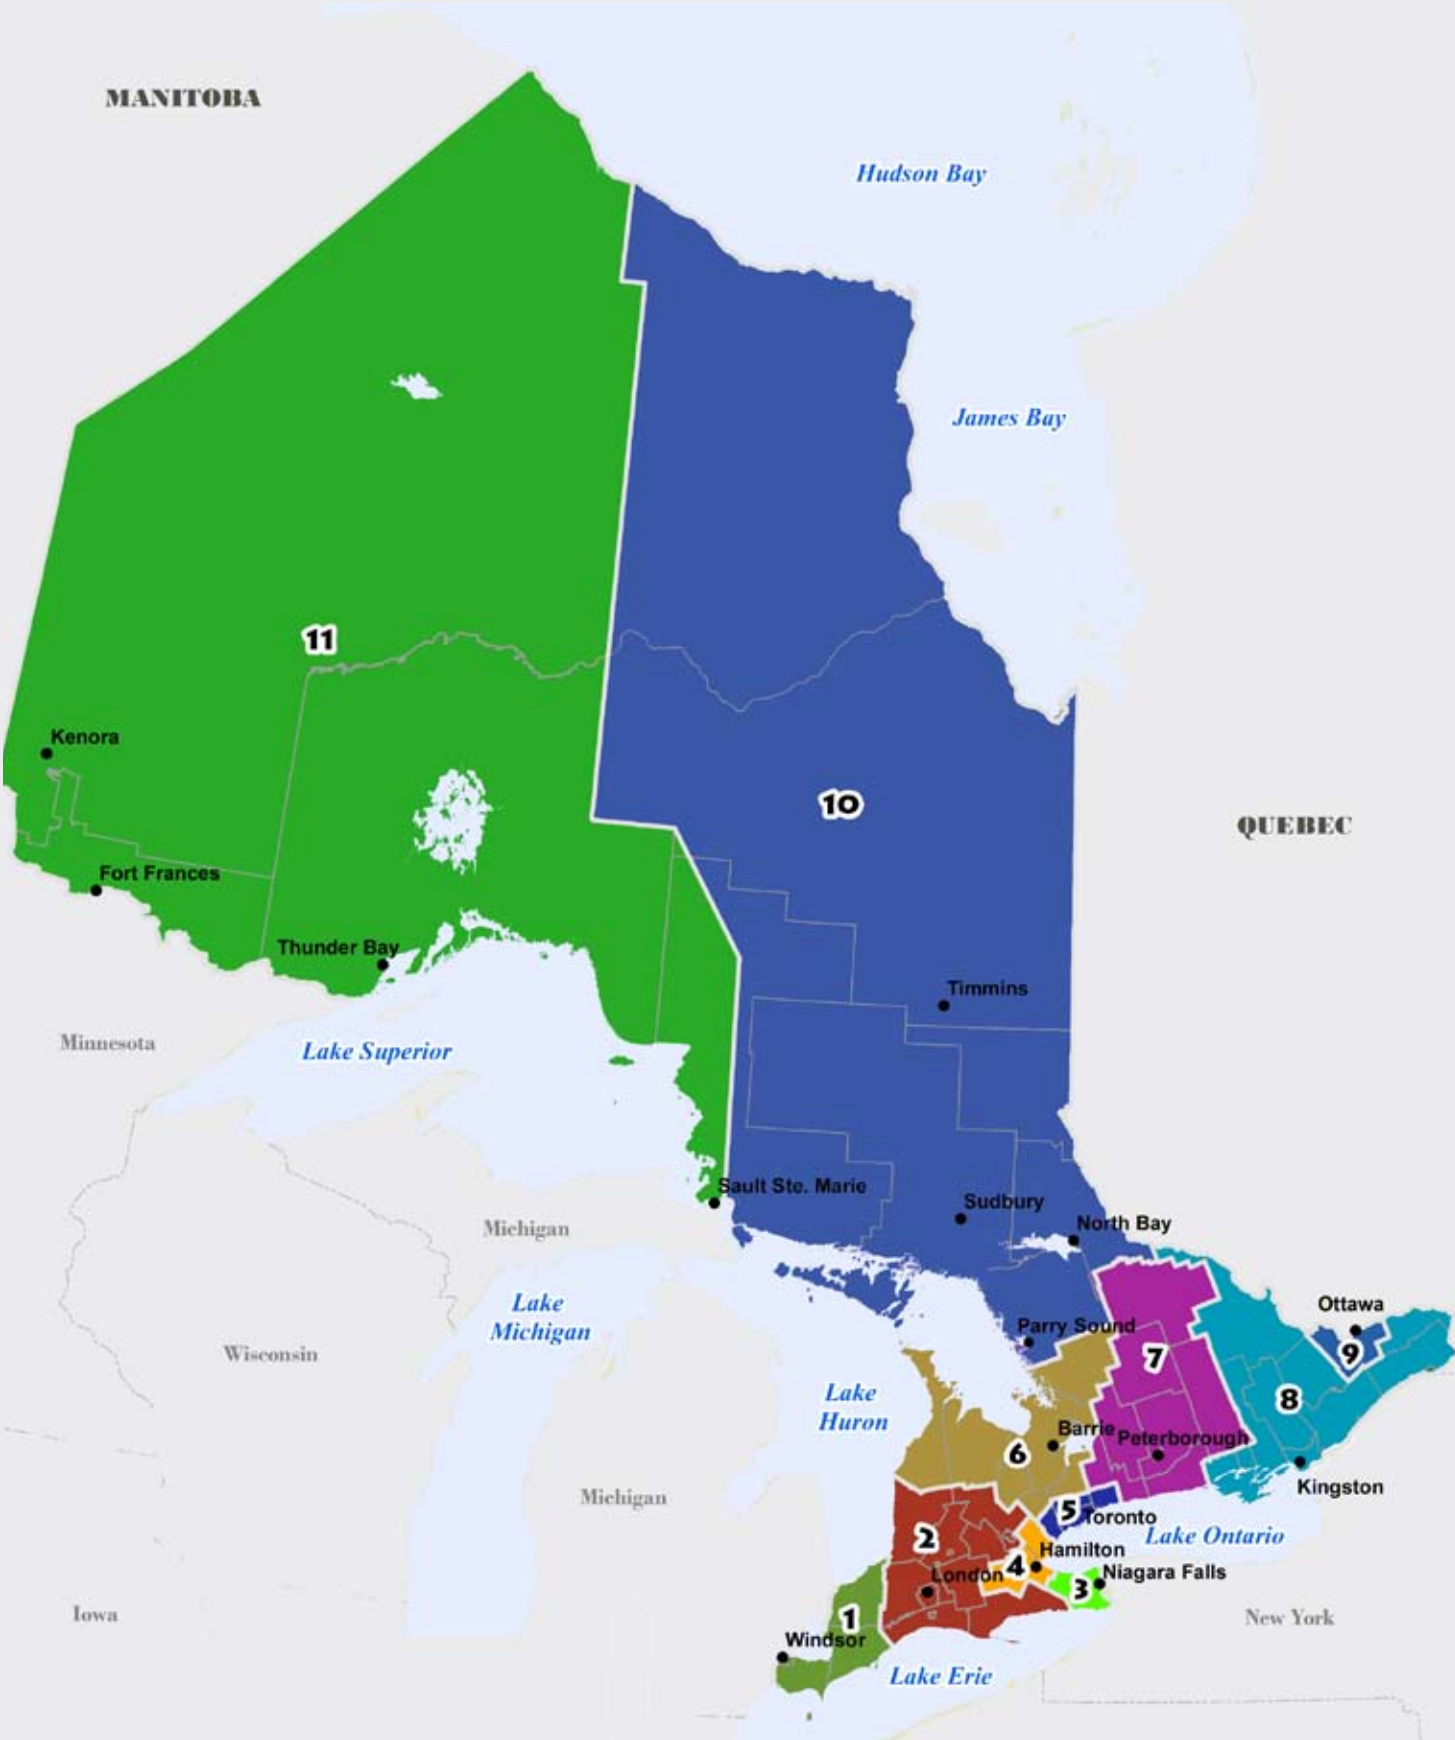 MANITOBA
Hudson Bay
James Bay
11
Kenora
10
QUEBEC
Fort Frances
Thunder Bay
Timmins
Minnesota
Lake Superior
Sault Ste. Marie
Sudbury
North Bay
Michigan
Lake
Michigan
Ottawa
Parry Sound
9
Wisconsin
7
8
Lake
Huron
Barrie
Peterborough
6
Kingston
Michigan
5
Toronto
Lake Ontario
2
Hamilton
4
London
Niagara Falls
3
Iowa
1
New York
Windsor
Lake Erie